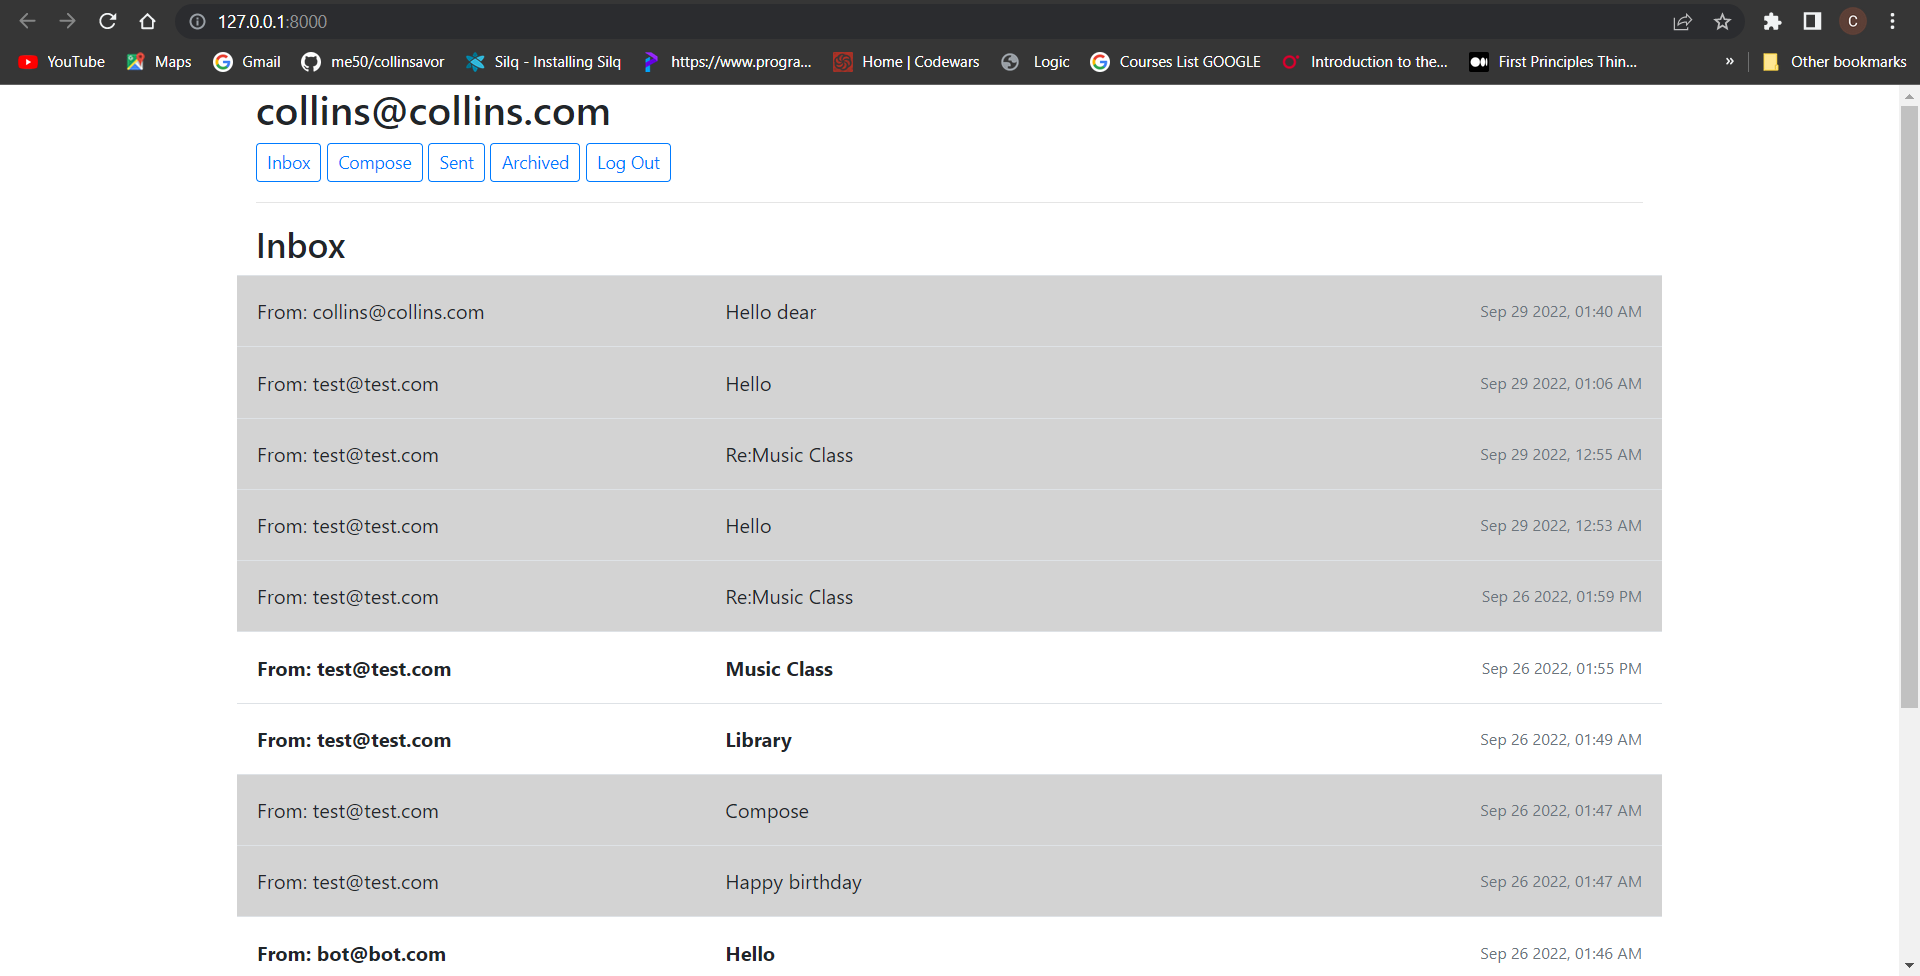 127.0.0.1:8000
C
YouTube Maps Gmail me50/collinsavor Silq - Installing Silq https://www.progra... Home | Codewars Logic Courses List GOOGLE Introduction to the... First Principles Thin... » Other bookmarks
collins@collins.com
Inbox Compose Sent Archived Log Out
Inbox
From: collins@collins.com Hello dear Sep 29 2022, 01:40 AM
From: test@test.com Hello Sep 29 2022, 01:06 AM
From: test@test.com Re:Music Class Sep 29 2022, 12:55 AM
From: test@test.com Hello Sep 29 2022, 12:53 AM
From: test@test.com Re:Music Class Sep 26 2022, 01:59 PM
From: test@test.com Music Class Sep 26 2022, 01:55 PM
From: test@test.com Library Sep 26 2022, 01:49 AM
From: test@test.com Compose Sep 26 2022, 01:47 AM
From: test@test.com Happy birthday Sep 26 2022, 01:47 AM
From: bot@bot.com Hello Sep 26 2022, 01:46 AM